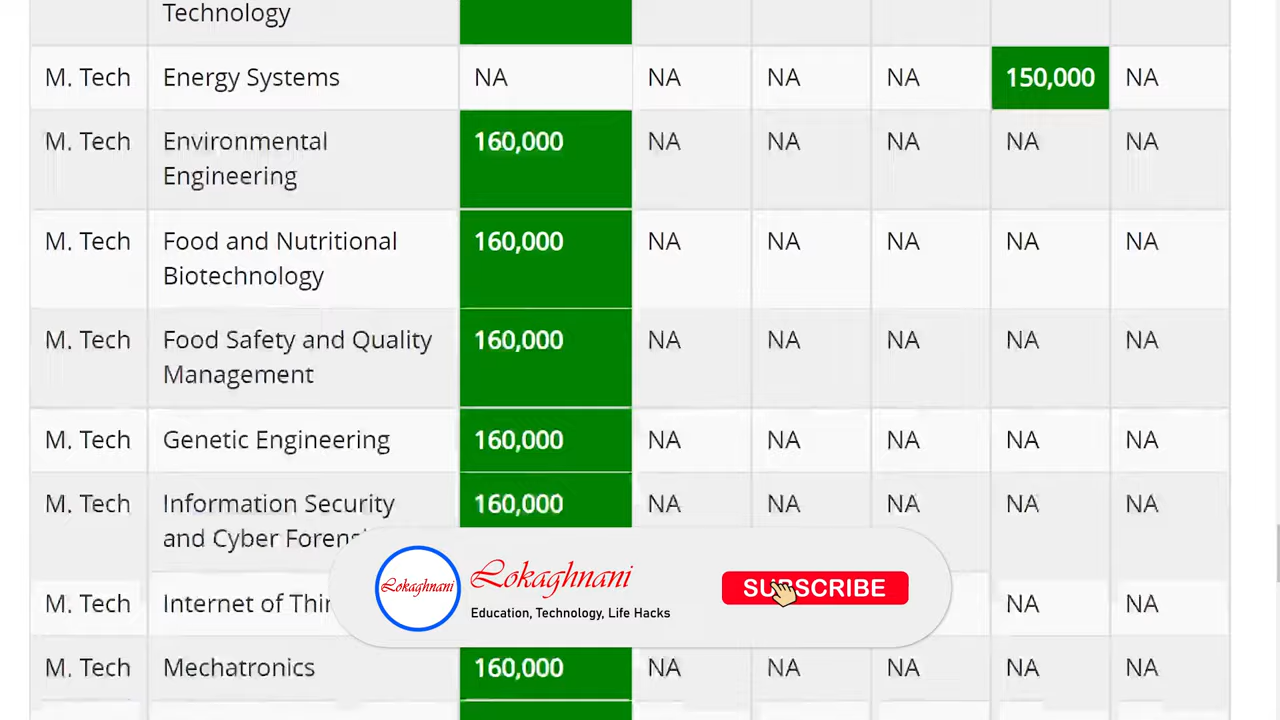 Technology
M. Tech Energy Systems NA NA NA NA 150,000 NA
M. Tech Environmental 160,000 NA NA NA NA NA
Engineering
M. Tech Food and Nutritional 160,000 NA NA NA NA NA
Biotechnology
M. Tech Food Safety and Quality 160,000 NA NA NA NA NA
Management
M. Tech Genetic Engineering 160,000 NA NA NA NA NA
M. Tech Information Security 160,000 NA NA NA NA NA
and Cyber
Lokaghnani Lokaghnani SUBSCRIBE
Education, Technology, Life Hacks
M. Tech Internet of NA NA
M. Tech Mechatronics 160,000 NA NA NA NA NA